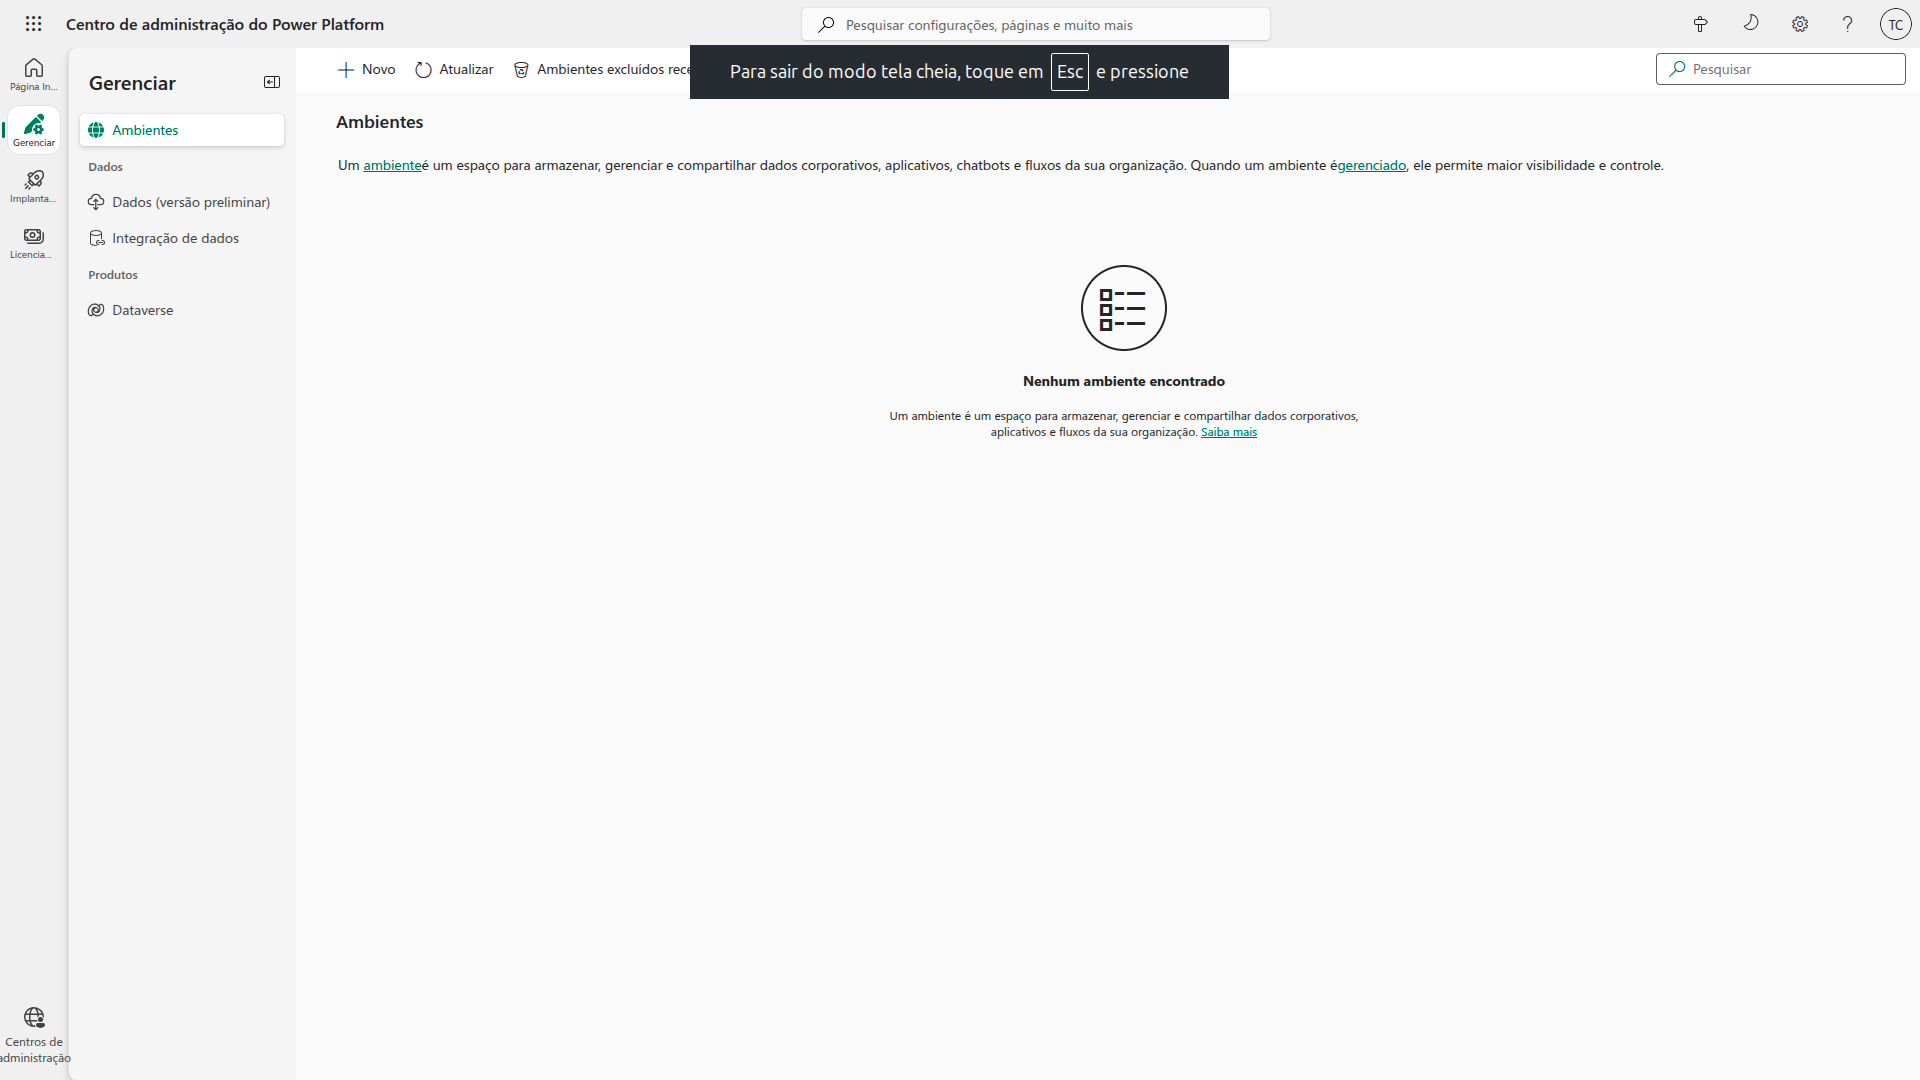 Centro de administração do Power Platform
Pesquisar configurações, páginas e muito mais
TC
Página In...
Gerenciar
Implanta...
Licencia...
Centros de
administração
Gerenciar
Ambientes
Dados
Dados (versão preliminar)
Integração de dados
Produtos
Dataverse
Novo
Atualizar
Ambientes excluídos
Para sair do modo tela cheia, toque em Esc e pressione
Pesquisar
Ambientes
Um ambienteé um espaço para armazenar, gerenciar e compartilhar dados corporativos, aplicativos, chatbots e fluxos da sua organização. Quando um ambiente égerenciado, ele permite maior visibilidade e controle.
Nenhum ambiente encontrado
Um ambiente é um espaço para armazenar, gerenciar e compartilhar dados corporativos,
aplicativos e fluxos da sua organização. Saiba mais